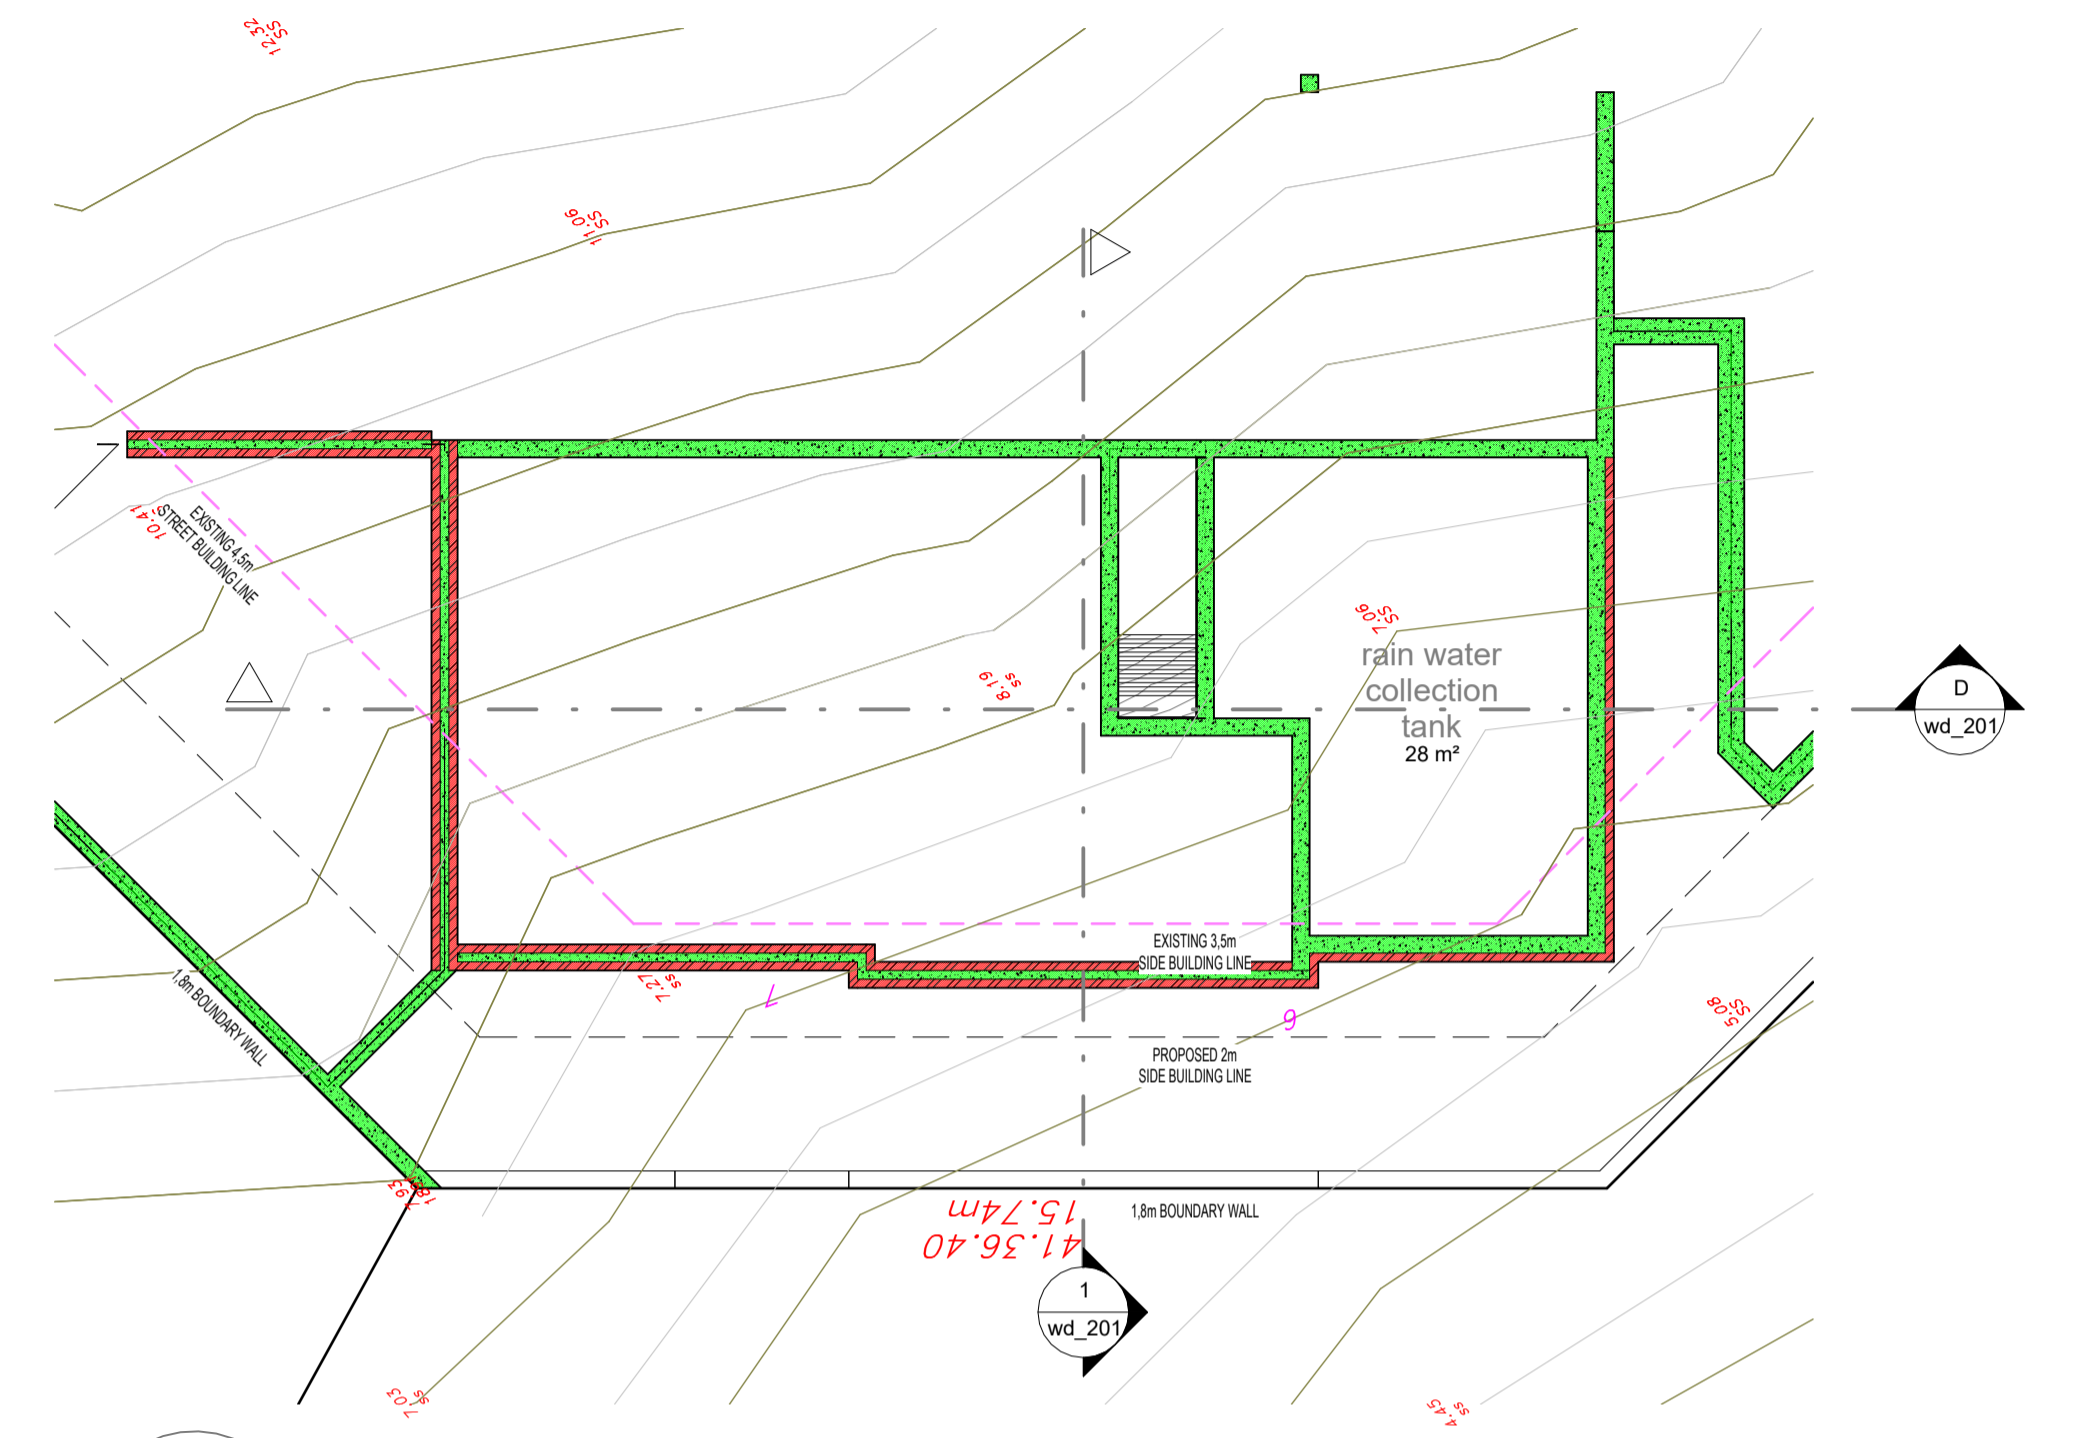 12.32
SS
11.06
SS
10.41
EXISTING 4,5m
STREET BUILDING LINE
7.06
SS
rain water
collection
tank
28 m²
8.19
ss
D
wd_201
EXISTING 3,5m
SIDE BUILDING LINE
7.27
ss
7
6
5.08
SS
1,8m BOUNDARY WALL
PROPOSED 2m
SIDE BUILDING LINE
15.74m
41.36.40
1,8m BOUNDARY WALL
1
wd_201
7.03
ss
4.45
ss